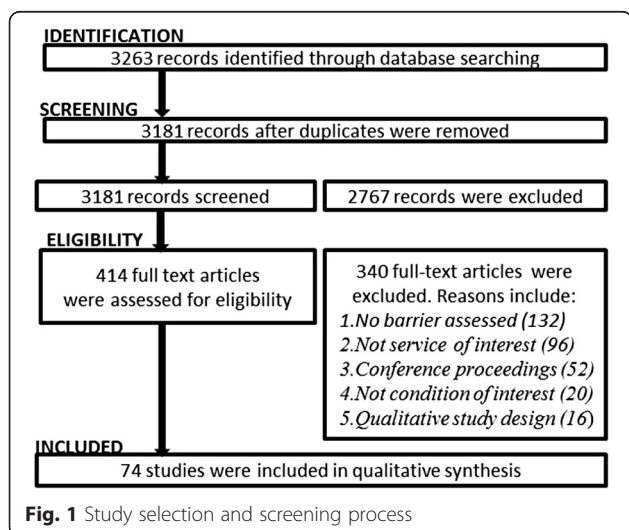 IDENTIFICATION
3263 records identified through database searching
SCREENING
3181 records after duplicates were removed
3181 records screened
2767 records were excluded
ELIGIBILITY
414 full text articles
were assessed for eligibility
340 full-text articles were
excluded. Reasons include:
1.No barrier assessed (132)
2.Not service of interest (96)
3.Conference proceedings (52)
4.Not condition of interest (20)
5.Qualitative study design (16)
INCLUDED
74 studies were included in qualitative synthesis
Fig. 1 Study selection and screening process